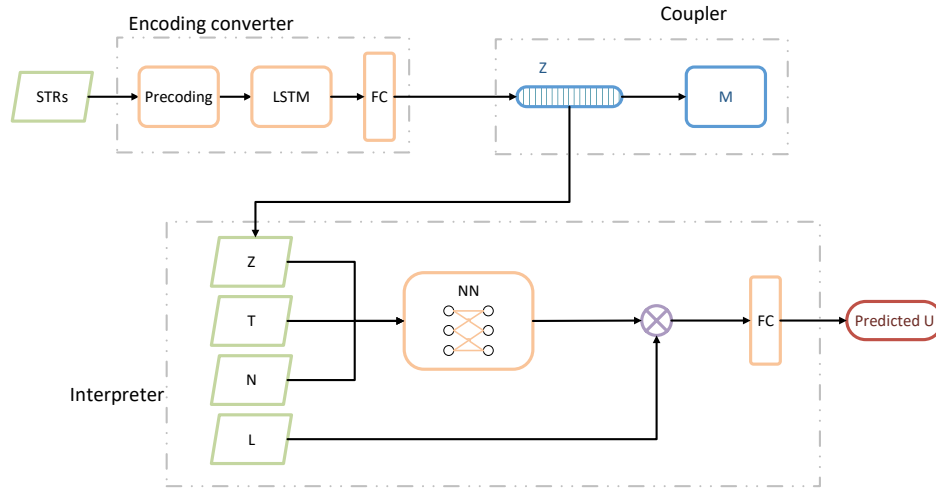 Encoding converter
Coupler
STRs
Precoding
LSTM
FC
Z
M
Interpreter
Z
T
N
L
NN
FC
Predicted U